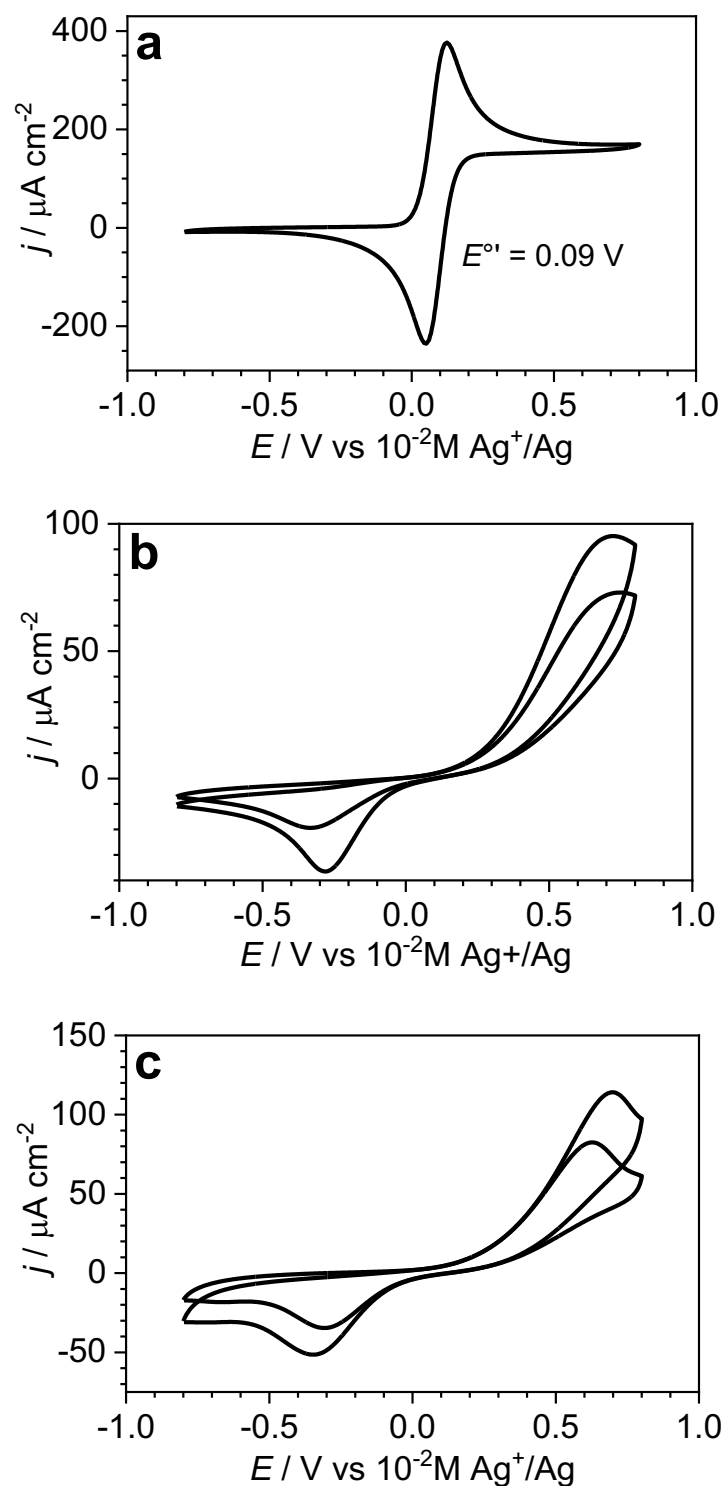 a
400
200
0
-200
j / µA cm⁻²
E°' = 0.09 V
-1.0 -0.5 0.0 0.5 1.0
E / V vs 10⁻²M Ag⁺/Ag
b
100
50
0
j / µA cm⁻²
-1.0 -0.5 0.0 0.5 1.0
E / V vs 10⁻²M Ag+/Ag
c
150
100
50
0
-50
j / µA cm⁻²
-1.0 -0.5 0.0 0.5 1.0
E / V vs 10⁻²M Ag⁺/Ag